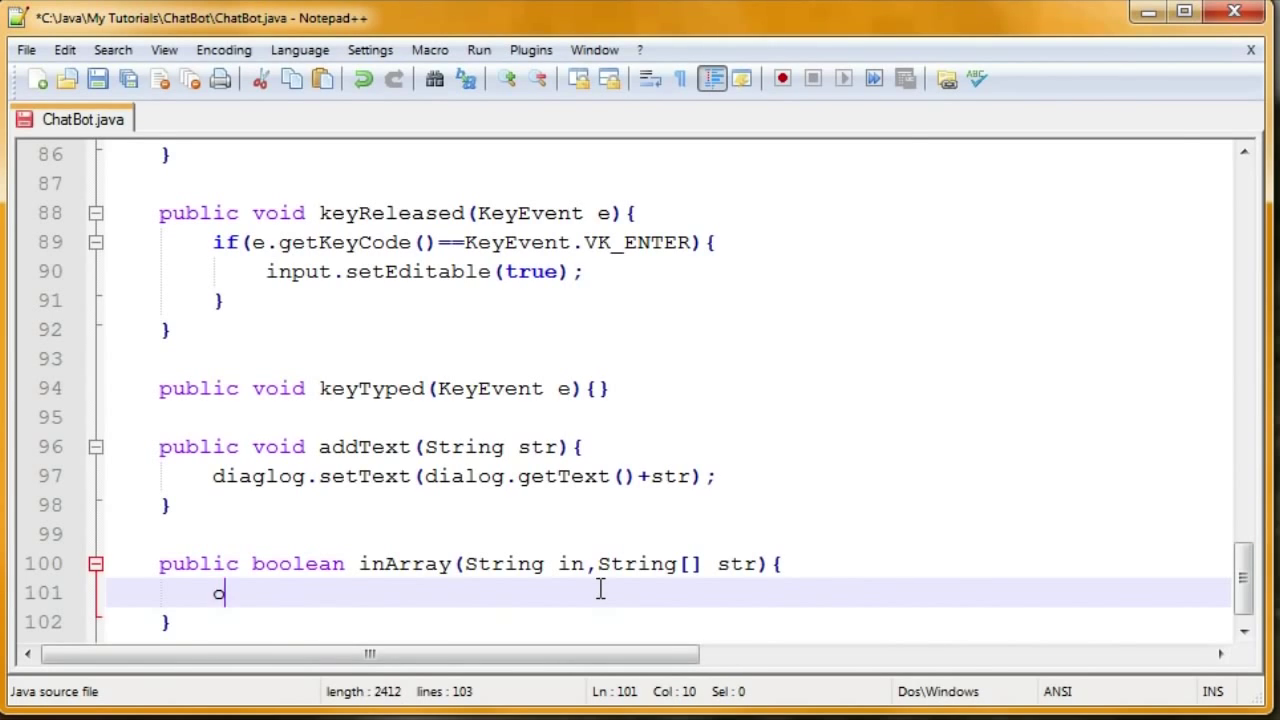 *C:\Java\My Tutorials\ChatBot\ChatBot.java - Notepad++
File Edit Search View Encoding Language Settings Macro Run Plugins Window ? X
ABC
ChatBot.java
86 }
87
88 public void keyReleased(KeyEvent e){
89 if(e.getKeyCode()==KeyEvent.VK_ENTER){
90 input.setEditable(true);
91 }
92 }
93
94 public void keyTyped(KeyEvent e){}
95
96 public void addText(String str){
97 diaglog.setText(dialog.getText()+str);
98 }
99
100 public boolean inArray(String in,String[] str){
101 o
102 }
Java source file length : 2412 lines : 103 Ln : 101 Col : 10 Sel : 0 Dos\Windows ANSI INS